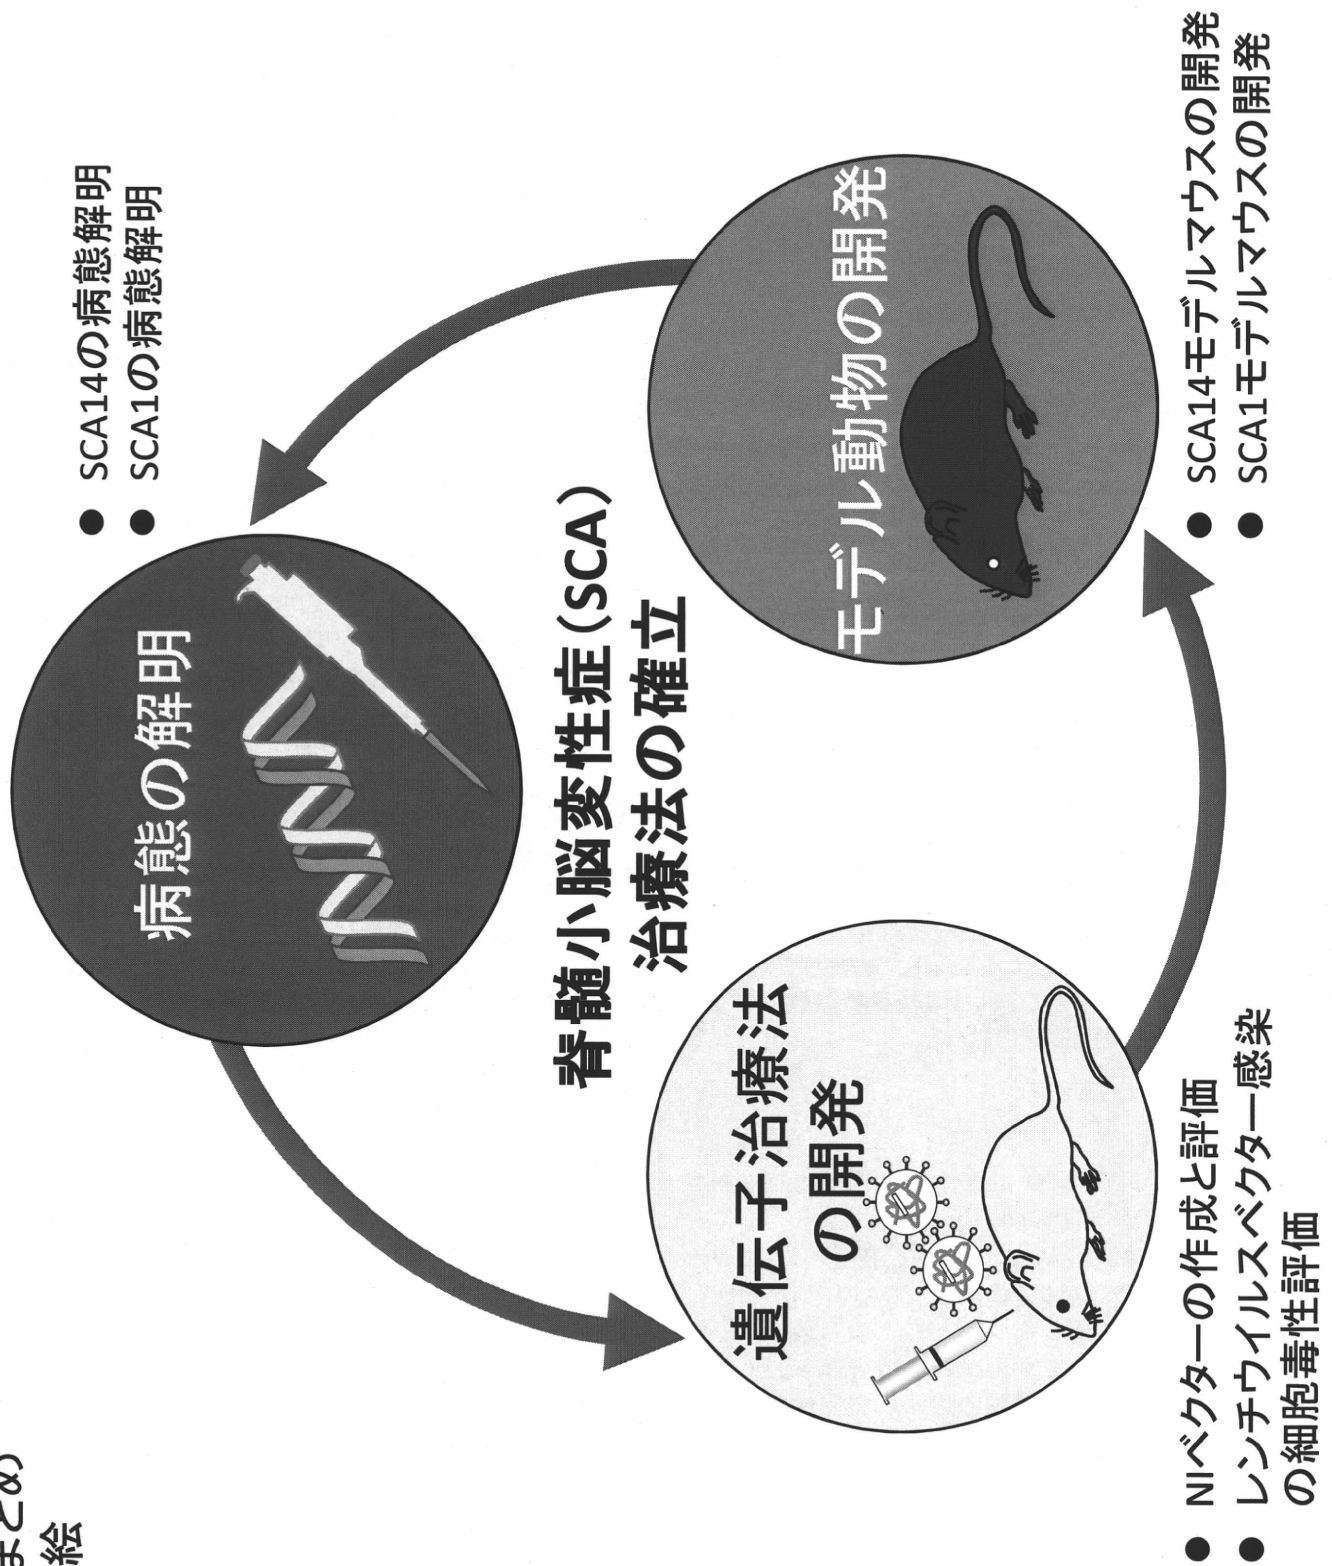 まとめ
絵
病態の解明
● SCA14の病態解明
● SCA1の病態解明
脊髄小脳変性症(SCA)
治療法の確立
遺伝子治療法
の開発
モデル動物の開発
● NIベクターの作成と評価
● レンチウイルスベクター感染
の細胞毒性評価
● SCA14モデルマウスの開発
● SCA1モデルマウスの開発